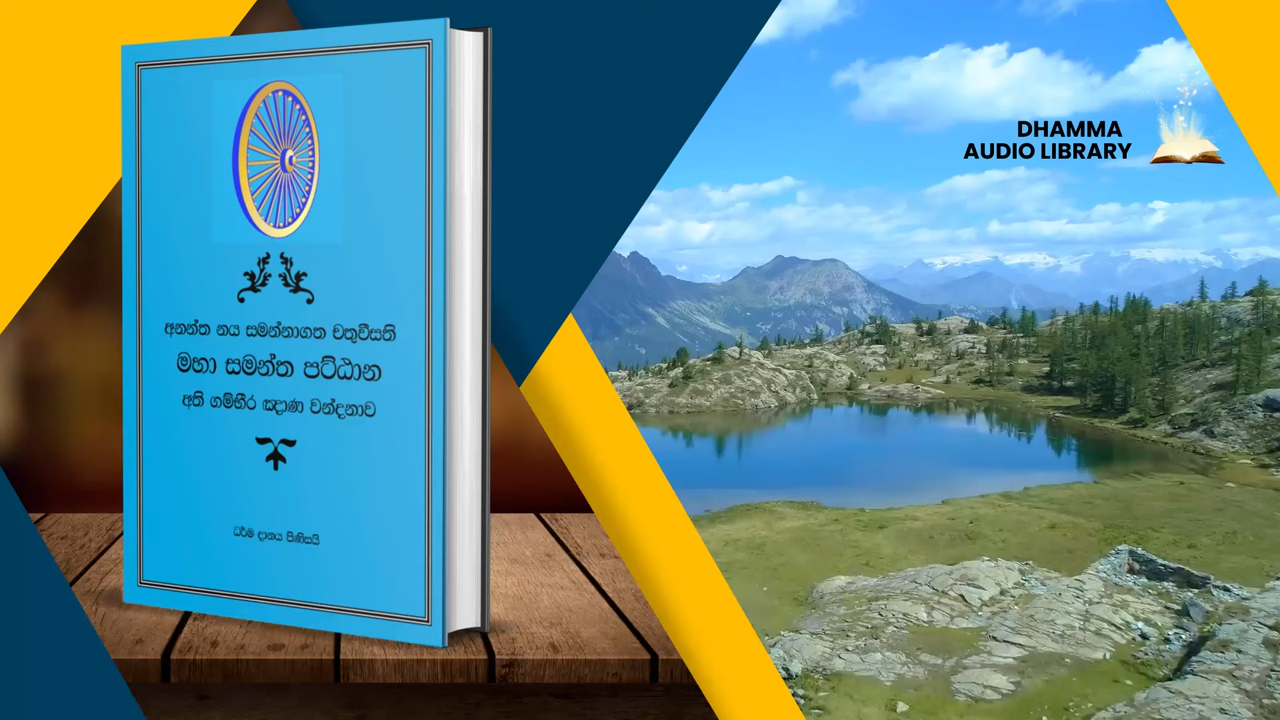 අනන්ත නය සමන්නාගත චතුවීසති
මහා සමන්ත පට්ඨාන
අති ගම්භීර ඤාණ වන්දනාව
ධර්ම දානය පිණිසයි
DHAMMA
AUDIO LIBRARY